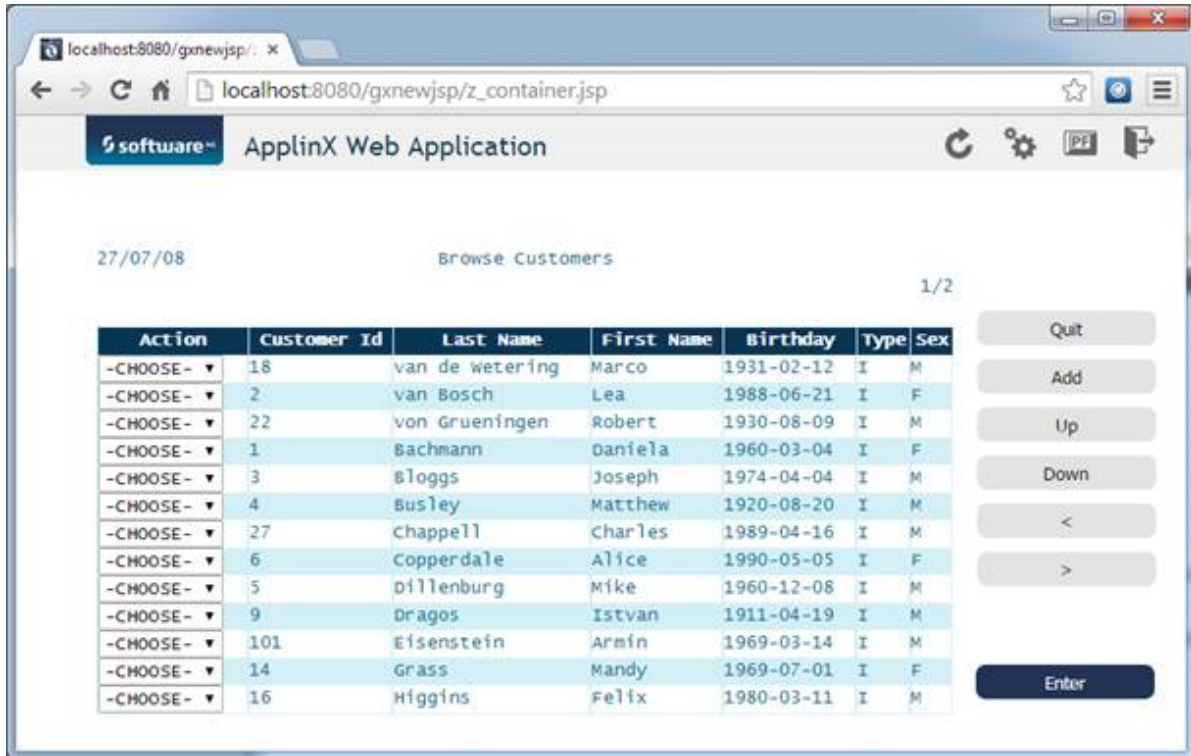 localhost:8080/gxnewjsp/
localhost:8080/gxnewjsp/z_container.jsp
software AG ApplinX Web Application PF
27/07/08 Browse Customers
1/2
Action Customer Id Last Name First Name Birthday Type Sex
-CHOOSE- 18 van de Wetering Marco 1931-02-12 I M
-CHOOSE- 2 van Bosch Lea 1988-06-21 I F
-CHOOSE- 22 von Grueningen Robert 1930-08-09 I M
-CHOOSE- 1 Bachmann Daniela 1960-03-04 I F
-CHOOSE- 3 Bloggs Joseph 1974-04-04 I M
-CHOOSE- 4 Busley Matthew 1920-08-20 I M
-CHOOSE- 27 Chappell Charles 1989-04-16 I M
-CHOOSE- 6 Copperdale Alice 1990-05-05 I F
-CHOOSE- 5 Dillenburg Mike 1960-12-08 I M
-CHOOSE- 9 Dragos Istvan 1911-04-19 I M
-CHOOSE- 101 Eisenstein Armin 1969-03-14 I M
-CHOOSE- 14 Grass Mandy 1969-07-01 I F
-CHOOSE- 16 Higgins Felix 1980-03-11 I M
Quit
Add
Up
Down
<
>
Enter